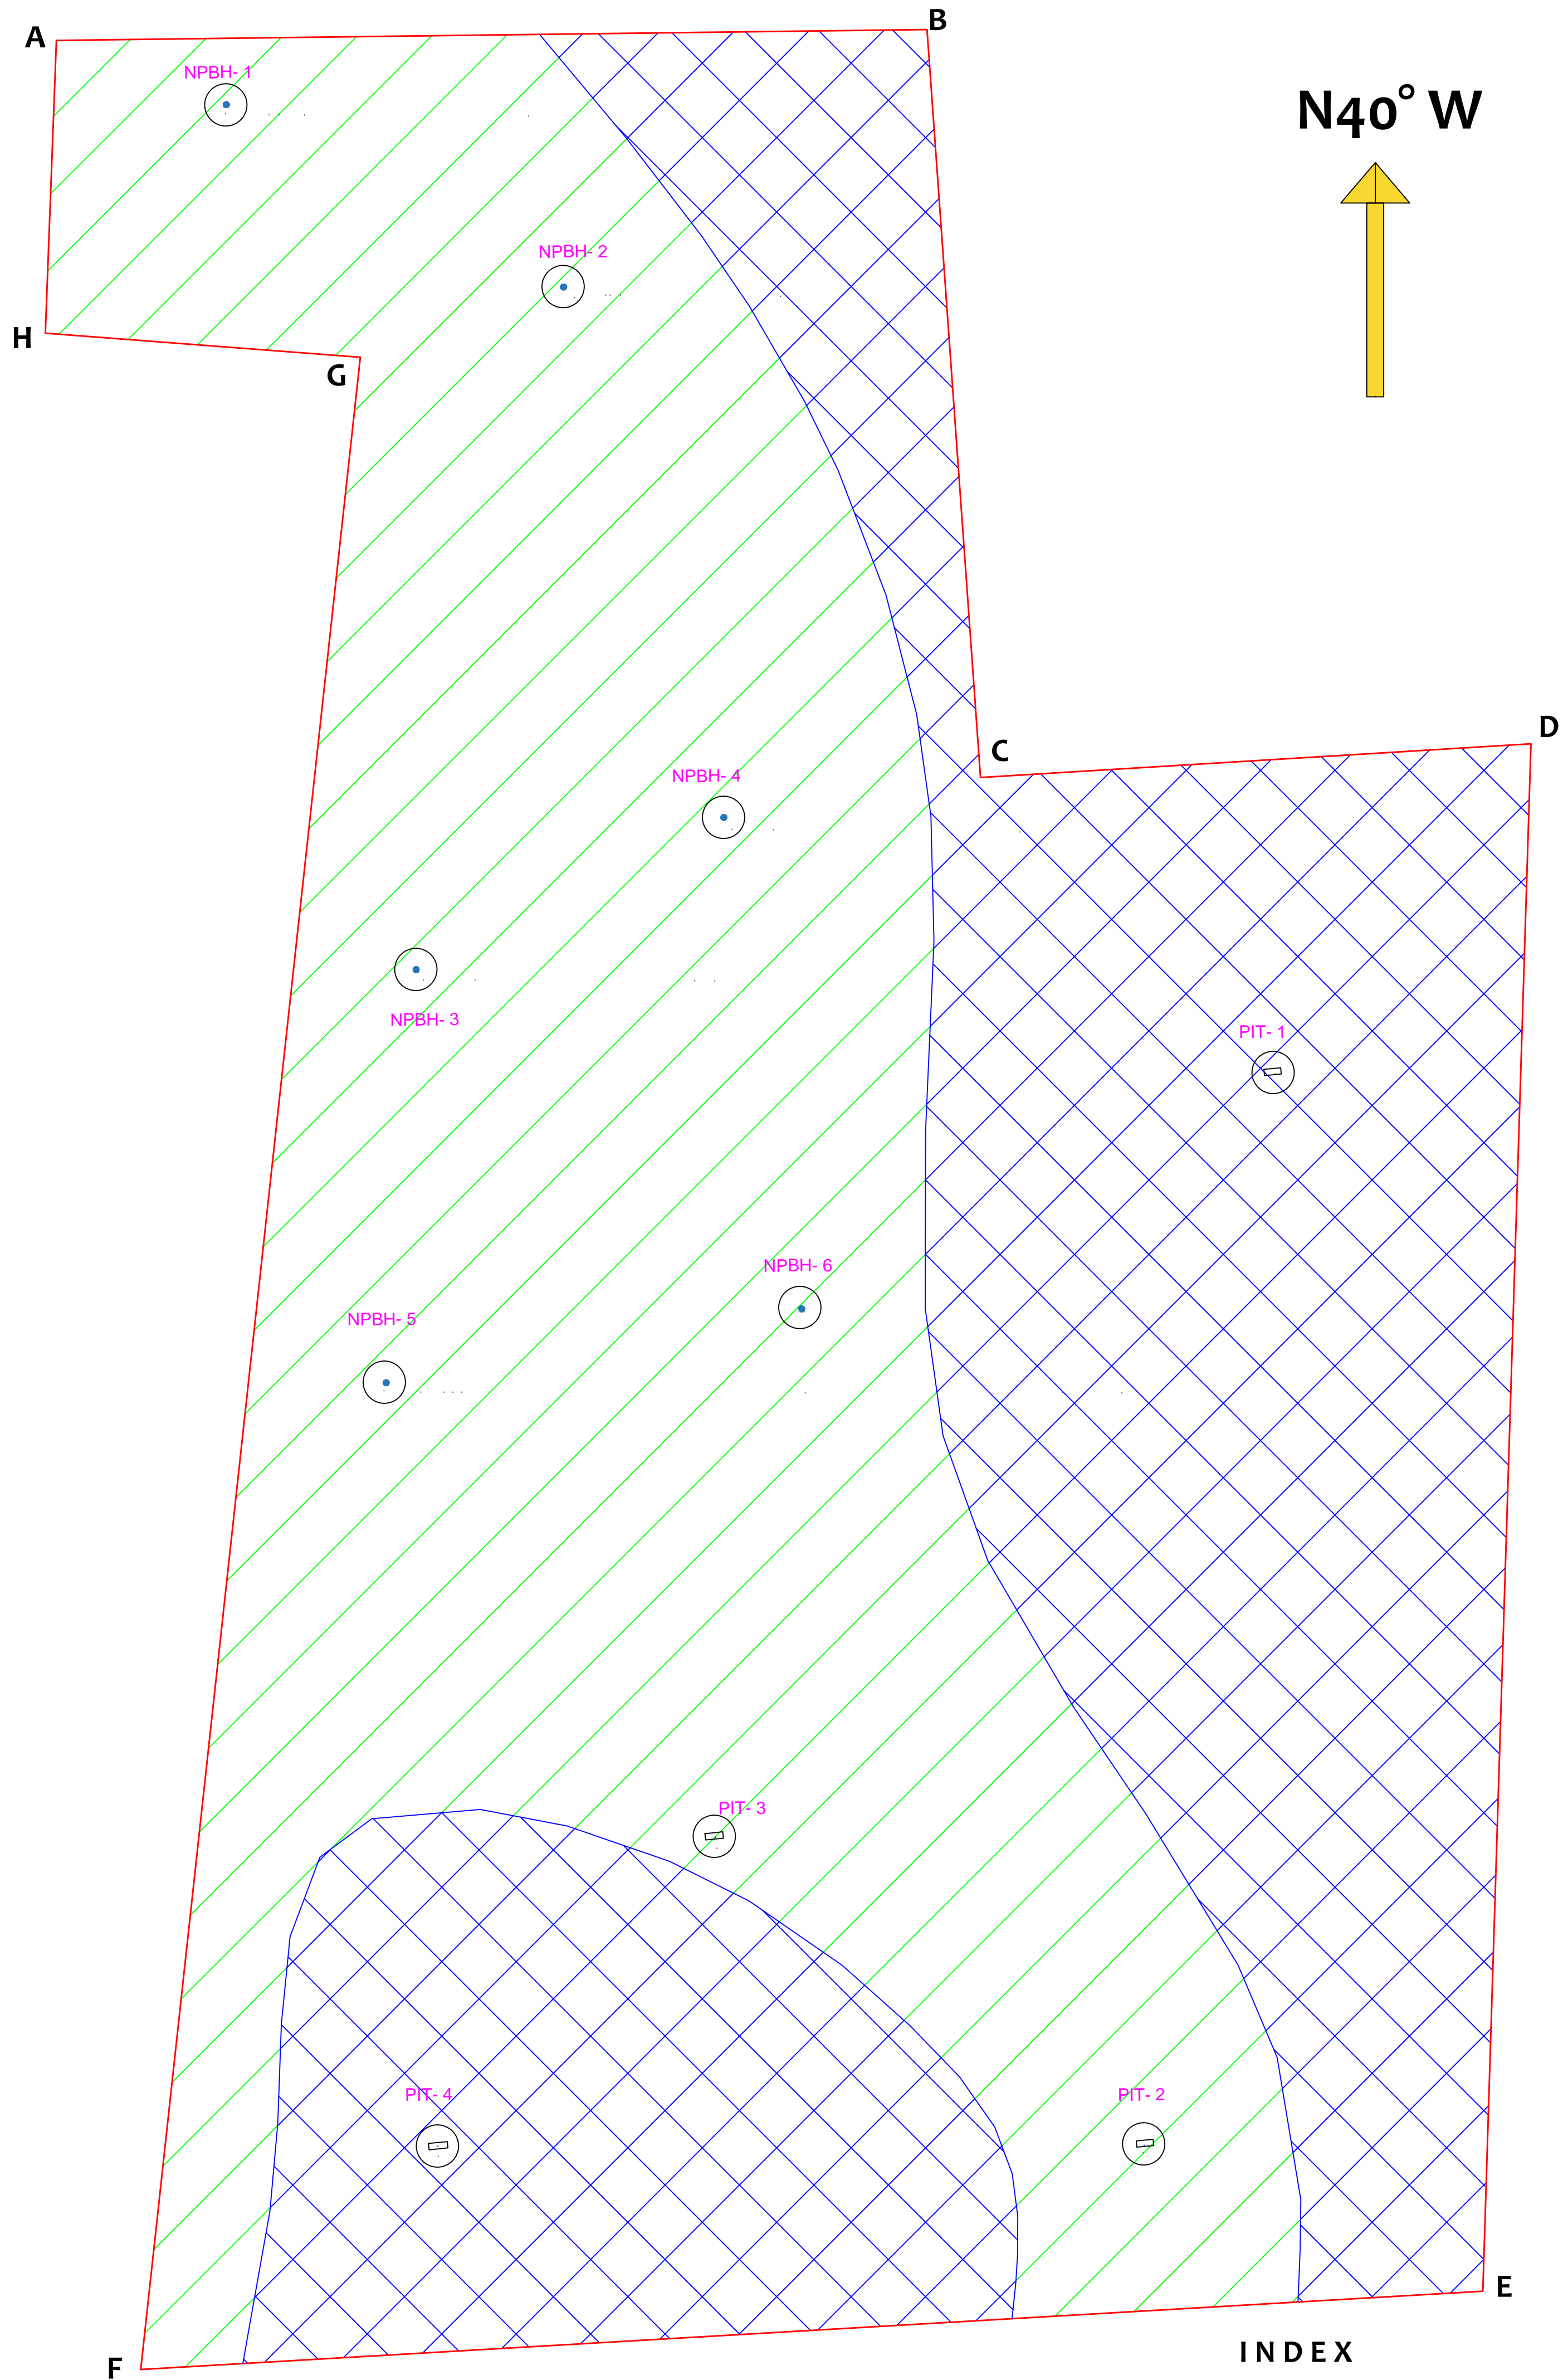 A
B
NPBH- 1
N40° W
NPBH- 2
H
G
D
C
NPBH- 4
NPBH- 3
PIT- 1
NPBH- 6
NPBH- 5
PIT- 3
PIT- 4
PIT- 2
E
INDEX
F